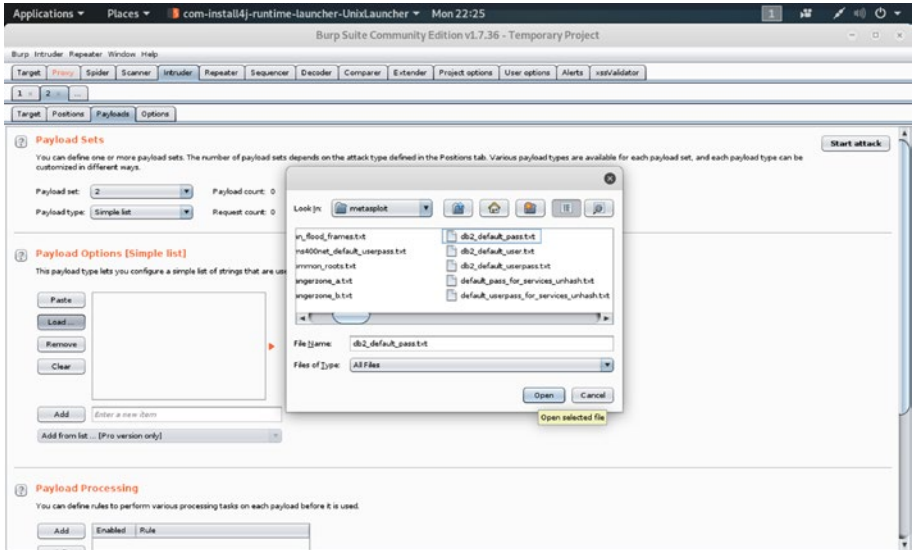 Applications Places com-install4j-runtime-launcher-UnixLauncher Mon 22:25 1
Burp Suite Community Edition v1.7.36 - Temporary Project
Burp Intruder Repeater Window Help
Target Proxy Spider Scanner Intruder Repeater Sequencer Decoder Comparer Extender Project options User options Alerts xssValidator
1 × 2 × ...
Target Positions Payloads Options
? Payload Sets
Start attack
You can define one or more payload sets. The number of payload sets depends on the attack type defined in the Positions tab. Various payload types are available for each payload set, and each payload type can be
customized in different ways.
Payload set: 2 Payload count: 0
Payload type: Simple list Request count: 0
? Payload Options [Simple list]
This payload type lets you configure a simple list of strings that are use
Paste
Load ...
Remove
Clear
Add Enter a new item
Add from list ... [Pro version only]
Look In: metasploit
n_flood_frames.txt
ms400net_default_userpass.txt
mmon_roots.txt
ngerzone_a.txt
ngerzone_b.txt
db2_default_pass.txt
db2_default_user.txt
db2_default_userpass.txt
default_pass_for_services_unhash.txt
default_userpass_for_services_unhash.txt
File Name: db2_default_pass.txt
Files of Type: All Files
Open Cancel
Open selected file
? Payload Processing
You can define rules to perform various processing tasks on each payload before it is used.
Add Enabled Rule